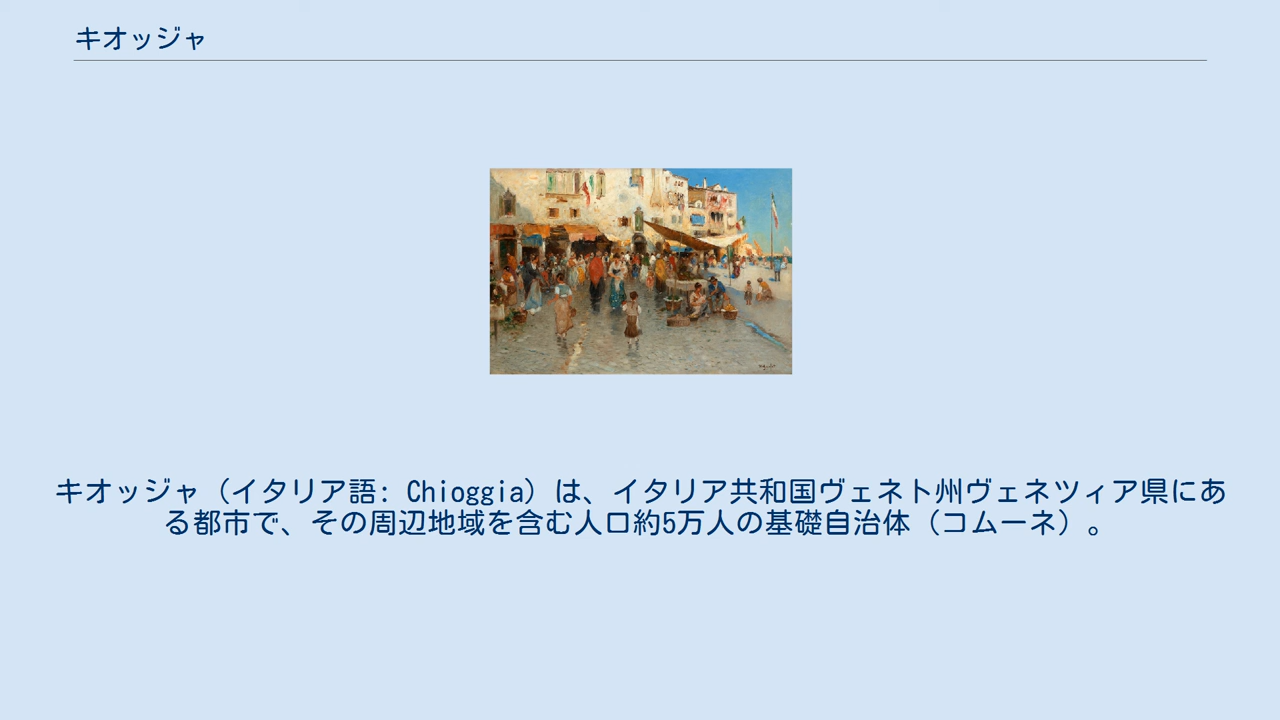 キオッジャ
キオッジャ（イタリア語: Chioggia）は、イタリア共和国ヴェネト州ヴェネツィア県にあ
る都市で、その周辺地域を含む人口約5万人の基礎自治体（コムーネ）。